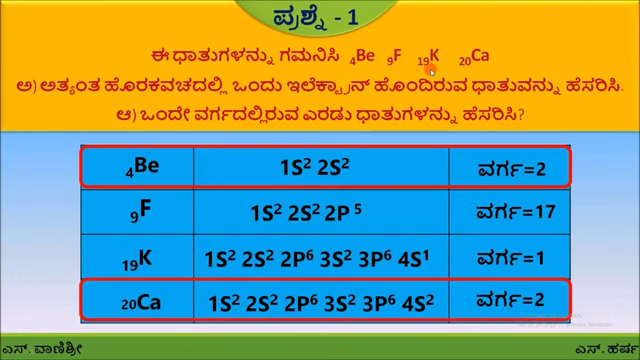 ಪ್ರಶ್ನೆ - 1
ಈ ಧಾತುಗಳನ್ನು ಗಮನಿಸಿ ₄Be ₉F ₁₉K ₂₀Ca
ಅ) ಅತ್ಯಂತ ಹೊರಕವಚದಲ್ಲಿ ಒಂದು ಇಲೆಕ್ಟ್ರಾನ್ ಹೊಂದಿರುವ ಧಾತುವನ್ನು ಹೆಸರಿಸಿ.
ಆ) ಒಂದೇ ವರ್ಗದಲ್ಲಿರುವ ಎರಡು ಧಾತುಗಳನ್ನು ಹೆಸರಿಸಿ?
₄Be 1S² 2S² ವರ್ಗ=2
₉F 1S² 2S² 2P⁵ ವರ್ಗ=17
₁₉K 1S² 2S² 2P⁶ 3S² 3P⁶ 4S¹ ವರ್ಗ=1
₂₀Ca 1S² 2S² 2P⁶ 3S² 3P⁶ 4S² ವರ್ಗ=2
ಎಸ್. ವಾಣಿಶ್ರೀ ಎಸ್. ಹರ್ಷ